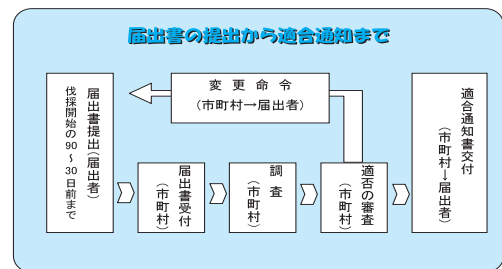 届出書の提出から適合通知まで
変更命令
(市町村→届出者)
届出書提出(届出者)
伐採開始の90～30日前まで
届出書受付
(市町村)
調査
(市町村)
適否の審査
(市町村)
適合通知書交付
(市町村→届出者)